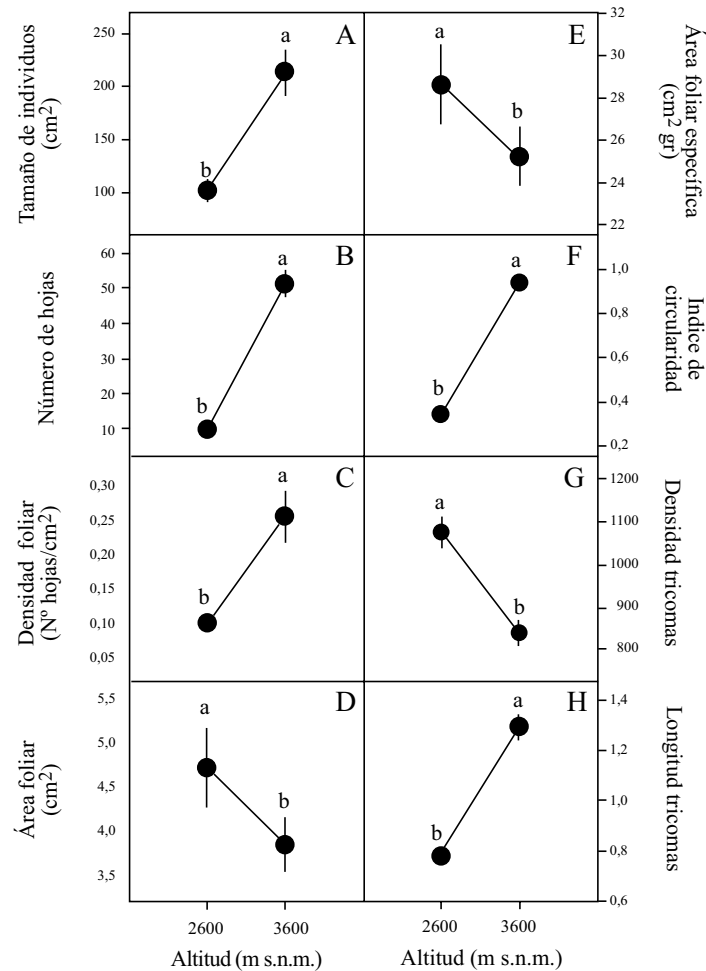 A
a
b
250
200
150
100
Tamaño de individuos
(cm2)
E
a
b
32
30
28
26
24
22
Área foliar específica
(cm2 gr)
B
a
b
60
50
40
30
20
10
Número de hojas
F
a
b
1,0
0,8
0,6
0,4
0,2
Indice de
circularidad
C
a
b
0,30
0,25
0,20
0,15
0,10
0,05
Densidad foliar
(Nº hojas/cm2)
G
a
b
1200
1100
1000
900
800
Densidad tricomas
D
a
b
5,5
5,0
4,5
4,0
3,5
Área foliar
(cm2)
H
a
b
1,4
1,2
1,0
0,8
0,6
Longitud tricomas
2600 3600
Altitud (m s.n.m.)
2600 3600
Altitud (m s.n.m.)